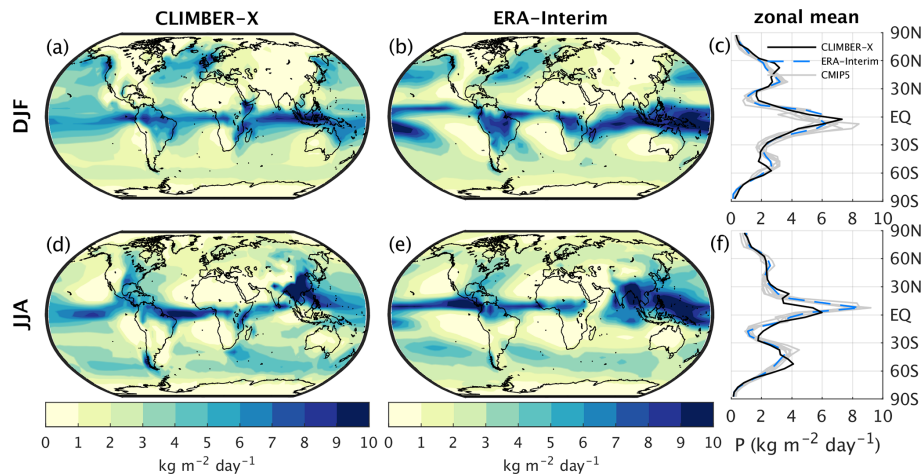 CLIMBER-X
ERA-Interim
zonal mean
DJF
(a)
(b)
(c)
CLIMBER-X
ERA-Interim
CMIP5
90N
60N
30N
EQ
30S
60S
90S
0 2 4 6 8 10
JJA
(d)
(e)
(f)
90N
60N
30N
EQ
30S
60S
90S
0 2 4 6 8 10
P (kg m⁻² day⁻¹)
0 1 2 3 4 5 6 7 8 9 10
kg m⁻² day⁻¹
0 1 2 3 4 5 6 7 8 9 10
kg m⁻² day⁻¹